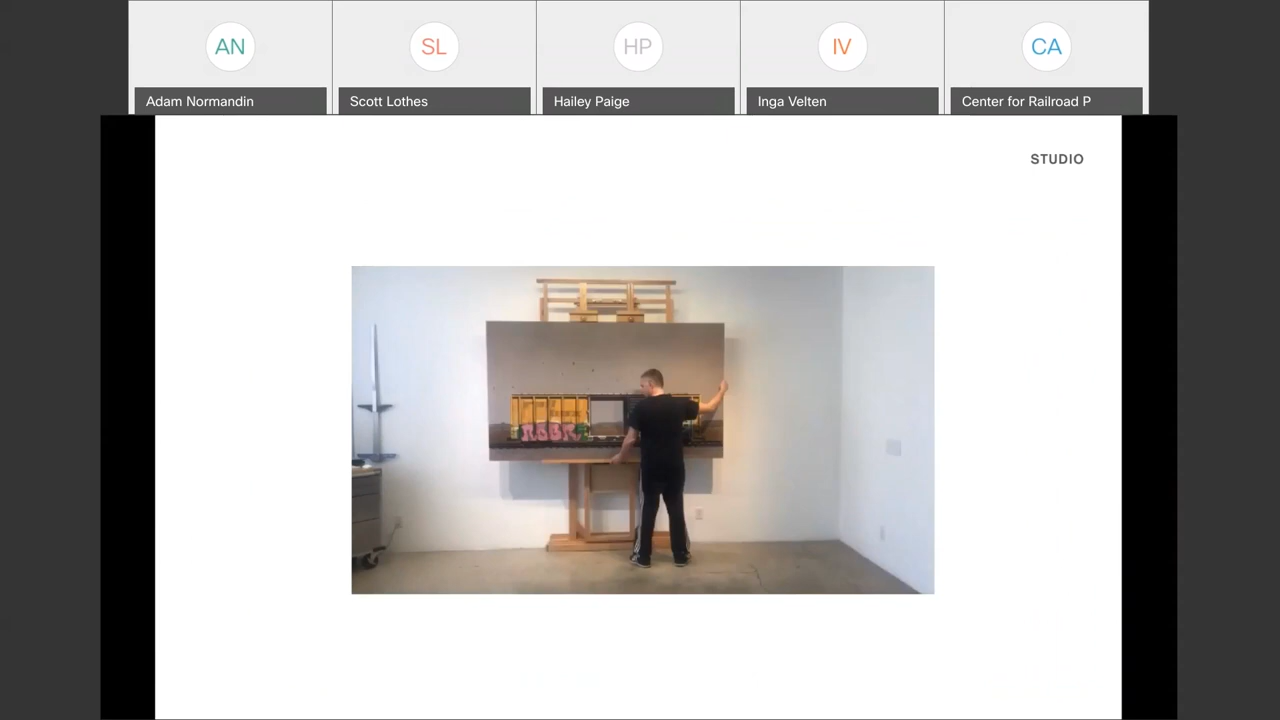 AN
SL
HP
IV
CA
Adam Normandin
Scott Lothes
Hailey Paige
Inga Velten
Center for Railroad P
STUDIO